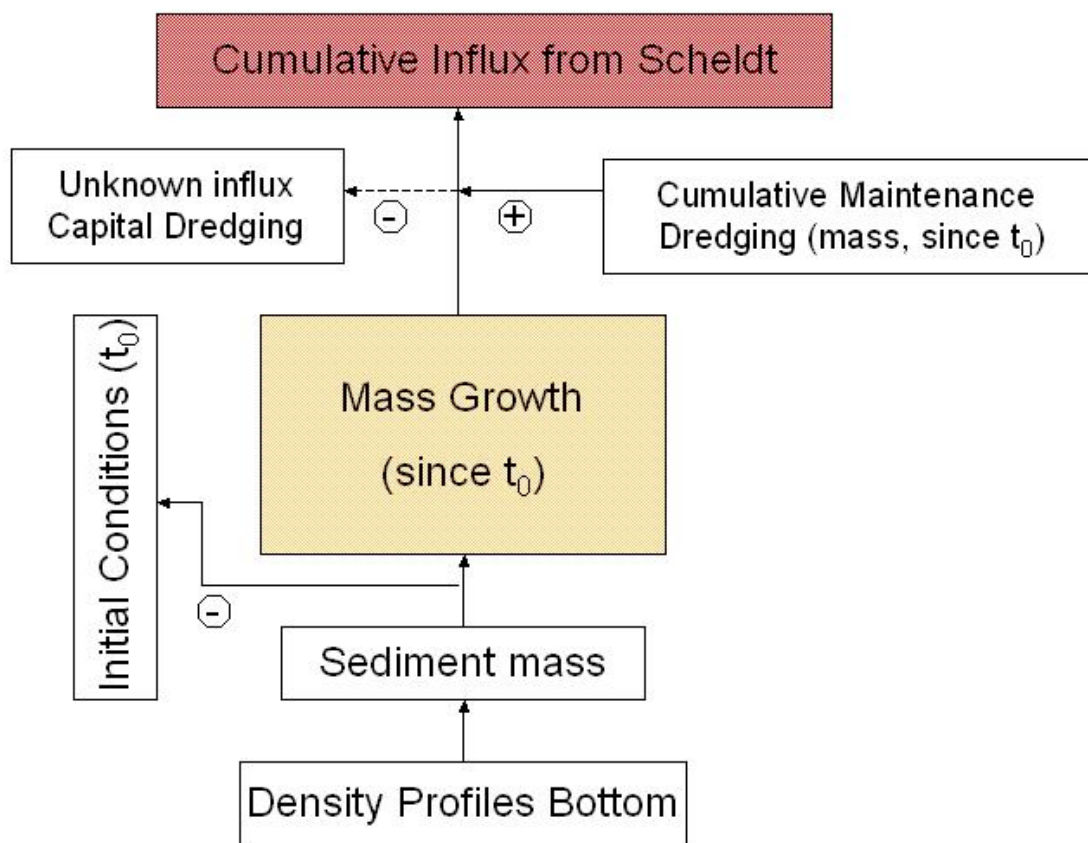 Cumulative Influx from Scheldt
Unknown influx
Capital Dredging
-
+
Cumulative Maintenance
Dredging (mass, since t₀)
Initial Conditions (t₀)
Mass Growth
(since t₀)
-
Sediment mass
Density Profiles Bottom